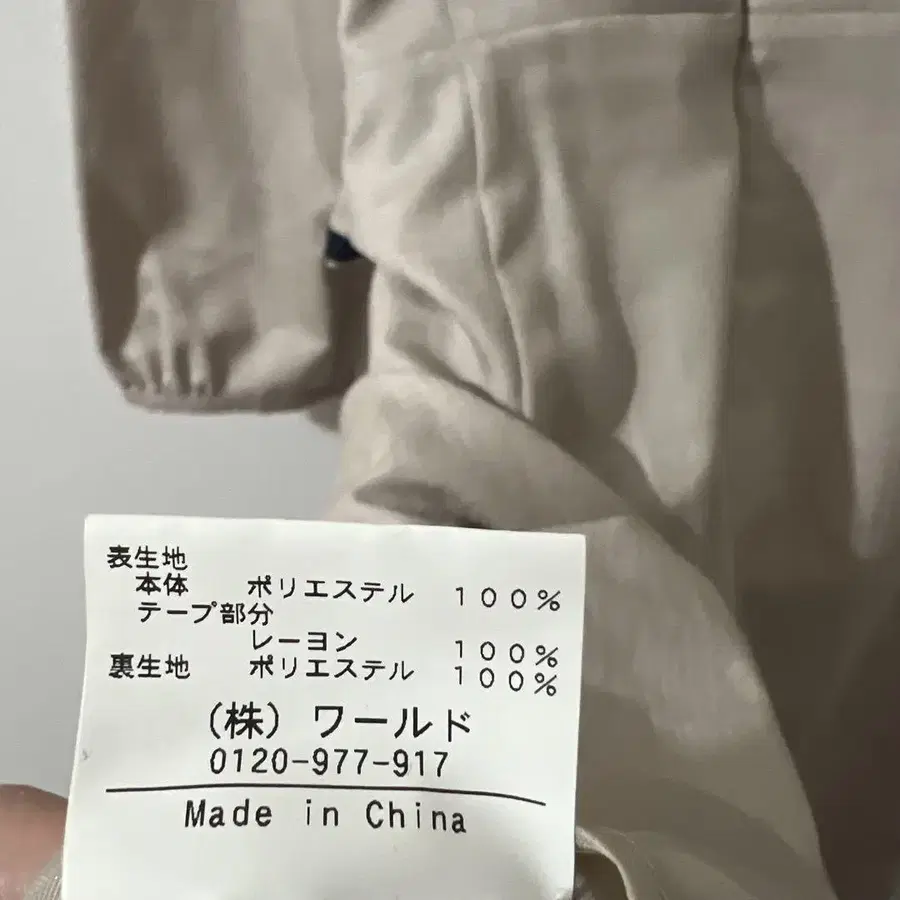 表生地
本体 ポリエステル 100%
テープ部分
レーヨン 100%
裏生地 ポリエステル 100%
(株) ワールド
0120-977-917
Made in China